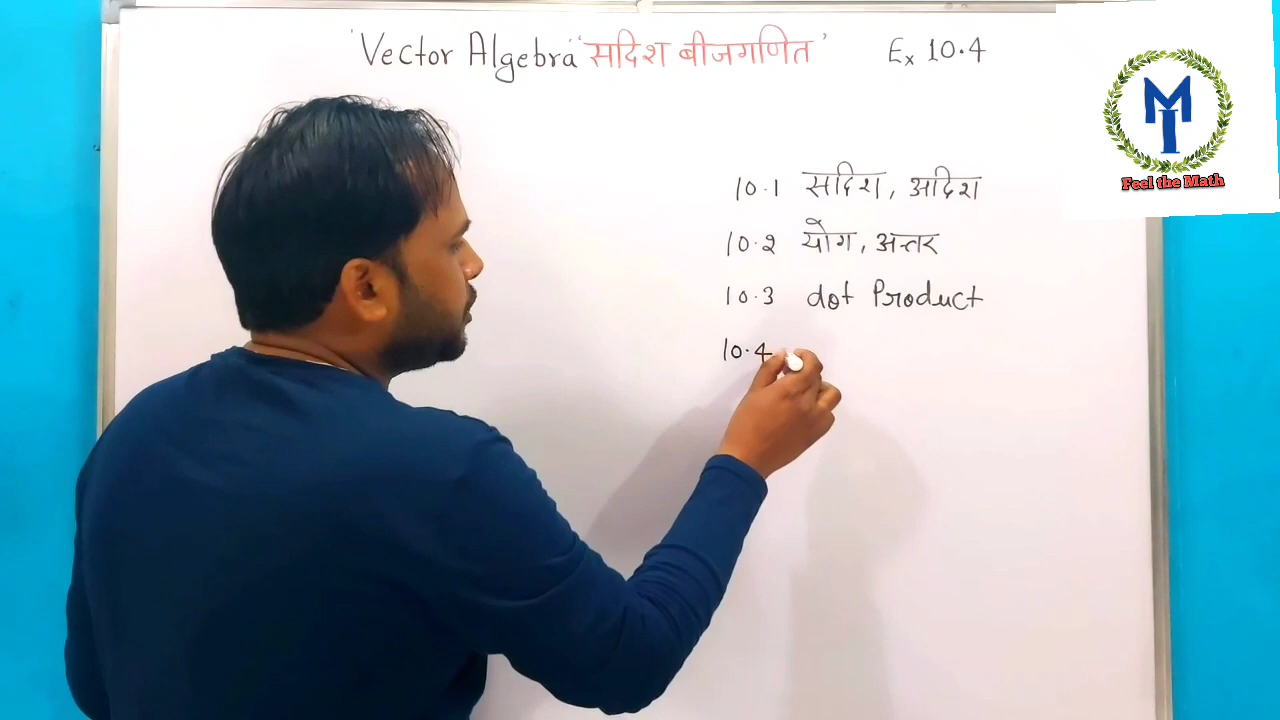 'Vector Algebra' 'सदिश बीजगणित' Ex 10.4
MI
Feel the Math
10.1 सदिश, अदिश
10.2 योग, अन्तर
10.3 dot Product
10.4